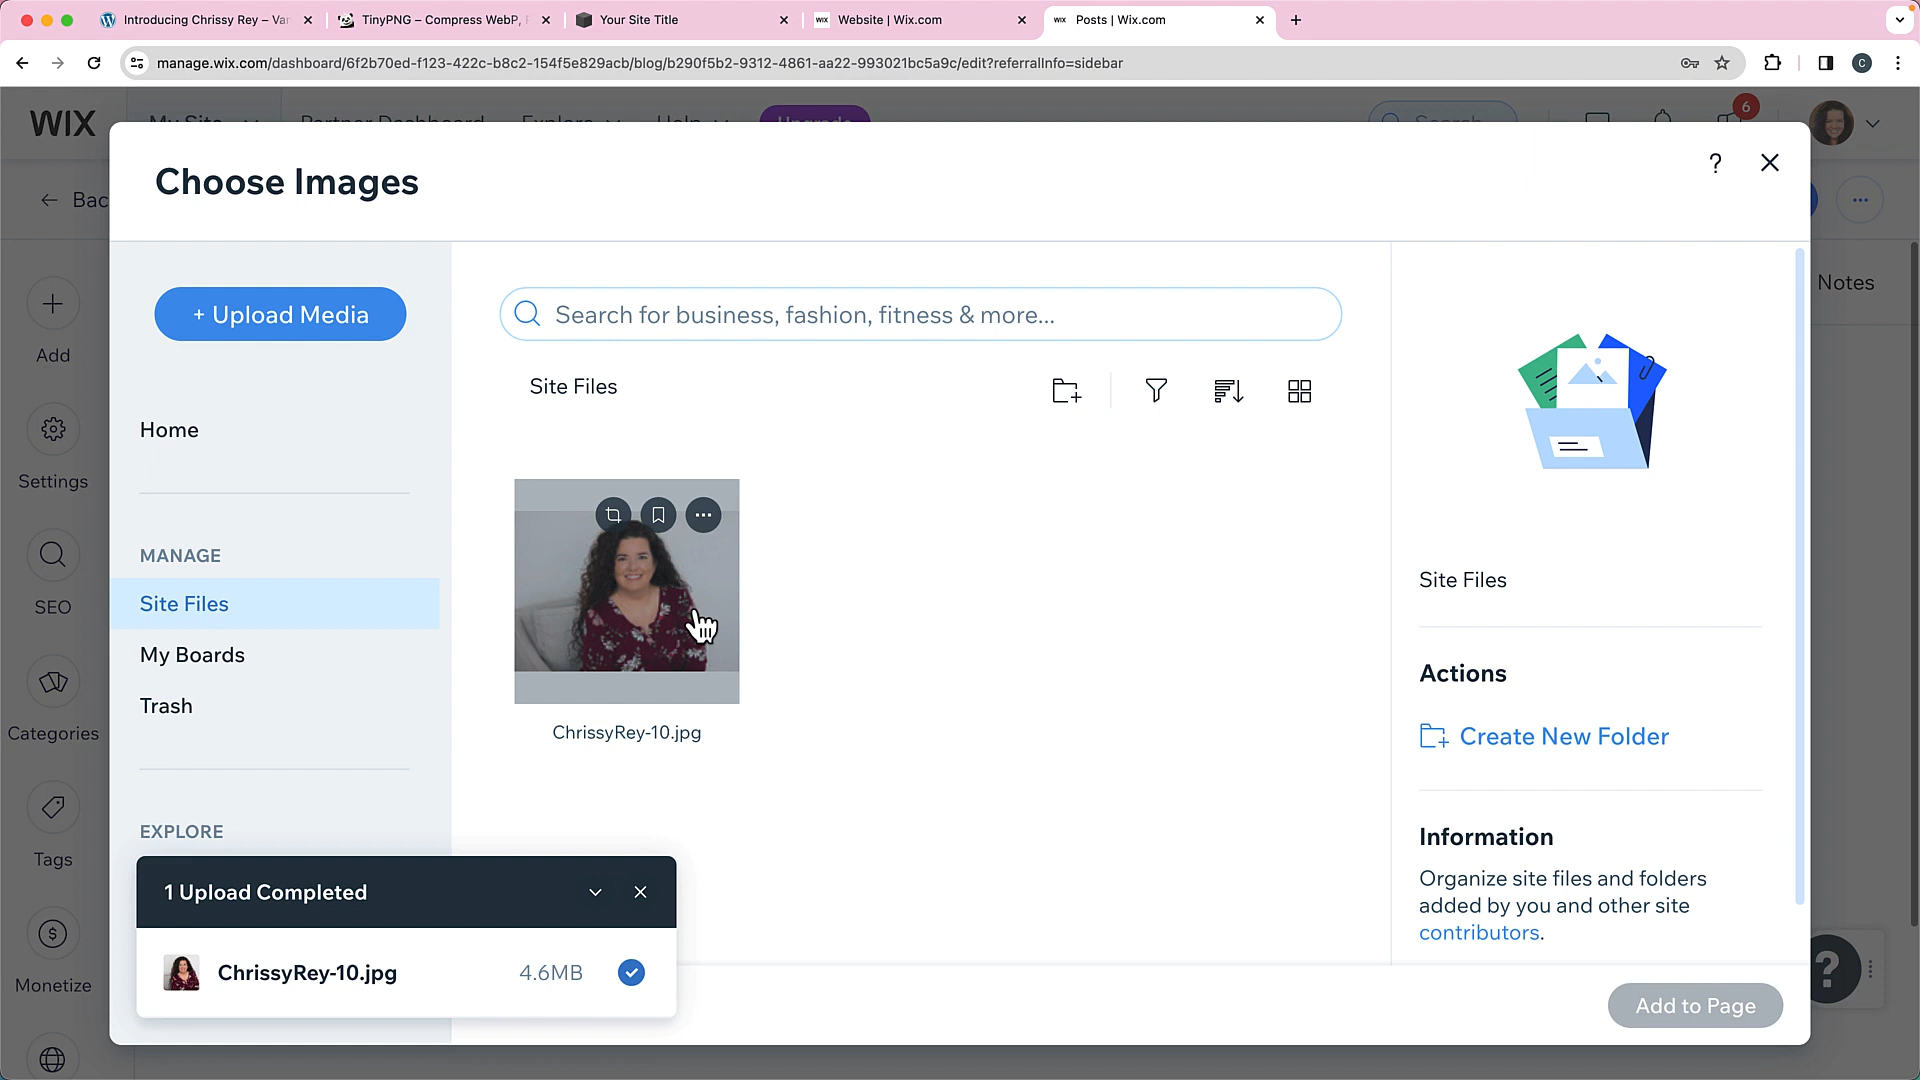 Introducing Chrissy Rey – Var
TinyPNG – Compress WebP,
Your Site Title
WIX Website | Wix.com
WIX Posts | Wix.com
manage.wix.com/dashboard/6f2b70ed-f123-422c-b8c2-154f5e829acb/blog/b290f5b2-9312-4861-aa22-993021bc5a9c/edit?referralInfo=sidebar
C
WIX
My Site
Partner Dashboard
Explore
Help
Upgrade
Search
6
Bac
Choose Images
?
+ Upload Media
Search for business, fashion, fitness & more...
Notes
Add
Site Files
Home
Settings
MANAGE
Site Files
Site Files
SEO
My Boards
Actions
Trash
Categories
ChrissyRey-10.jpg
Create New Folder
EXPLORE
Information
Tags
Organize site files and folders
added by you and other site
contributors.
1 Upload Completed
ChrissyRey-10.jpg
4.6MB
$
?
Monetize
Add to Page